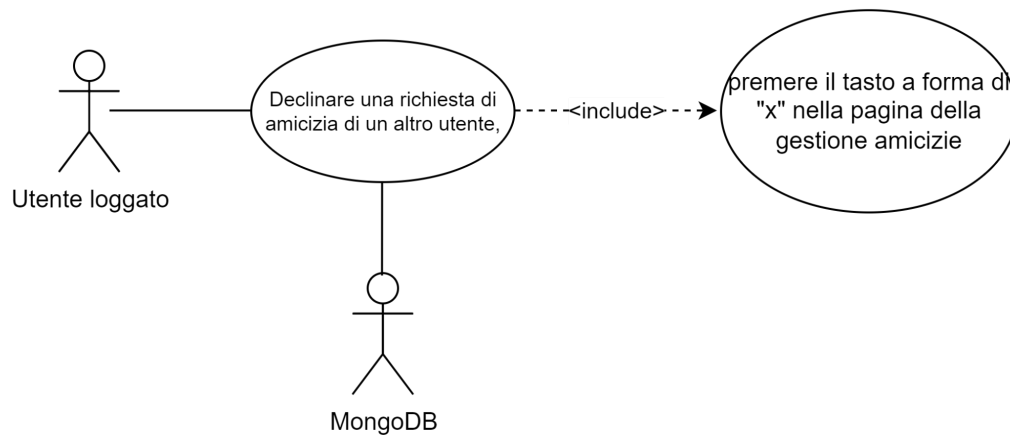 Declinare una richiesta di
amicizia di un altro utente,
<include>
premere il tasto a forma di
"x" nella pagina della
gestione amicizie
Utente loggato
MongoDB